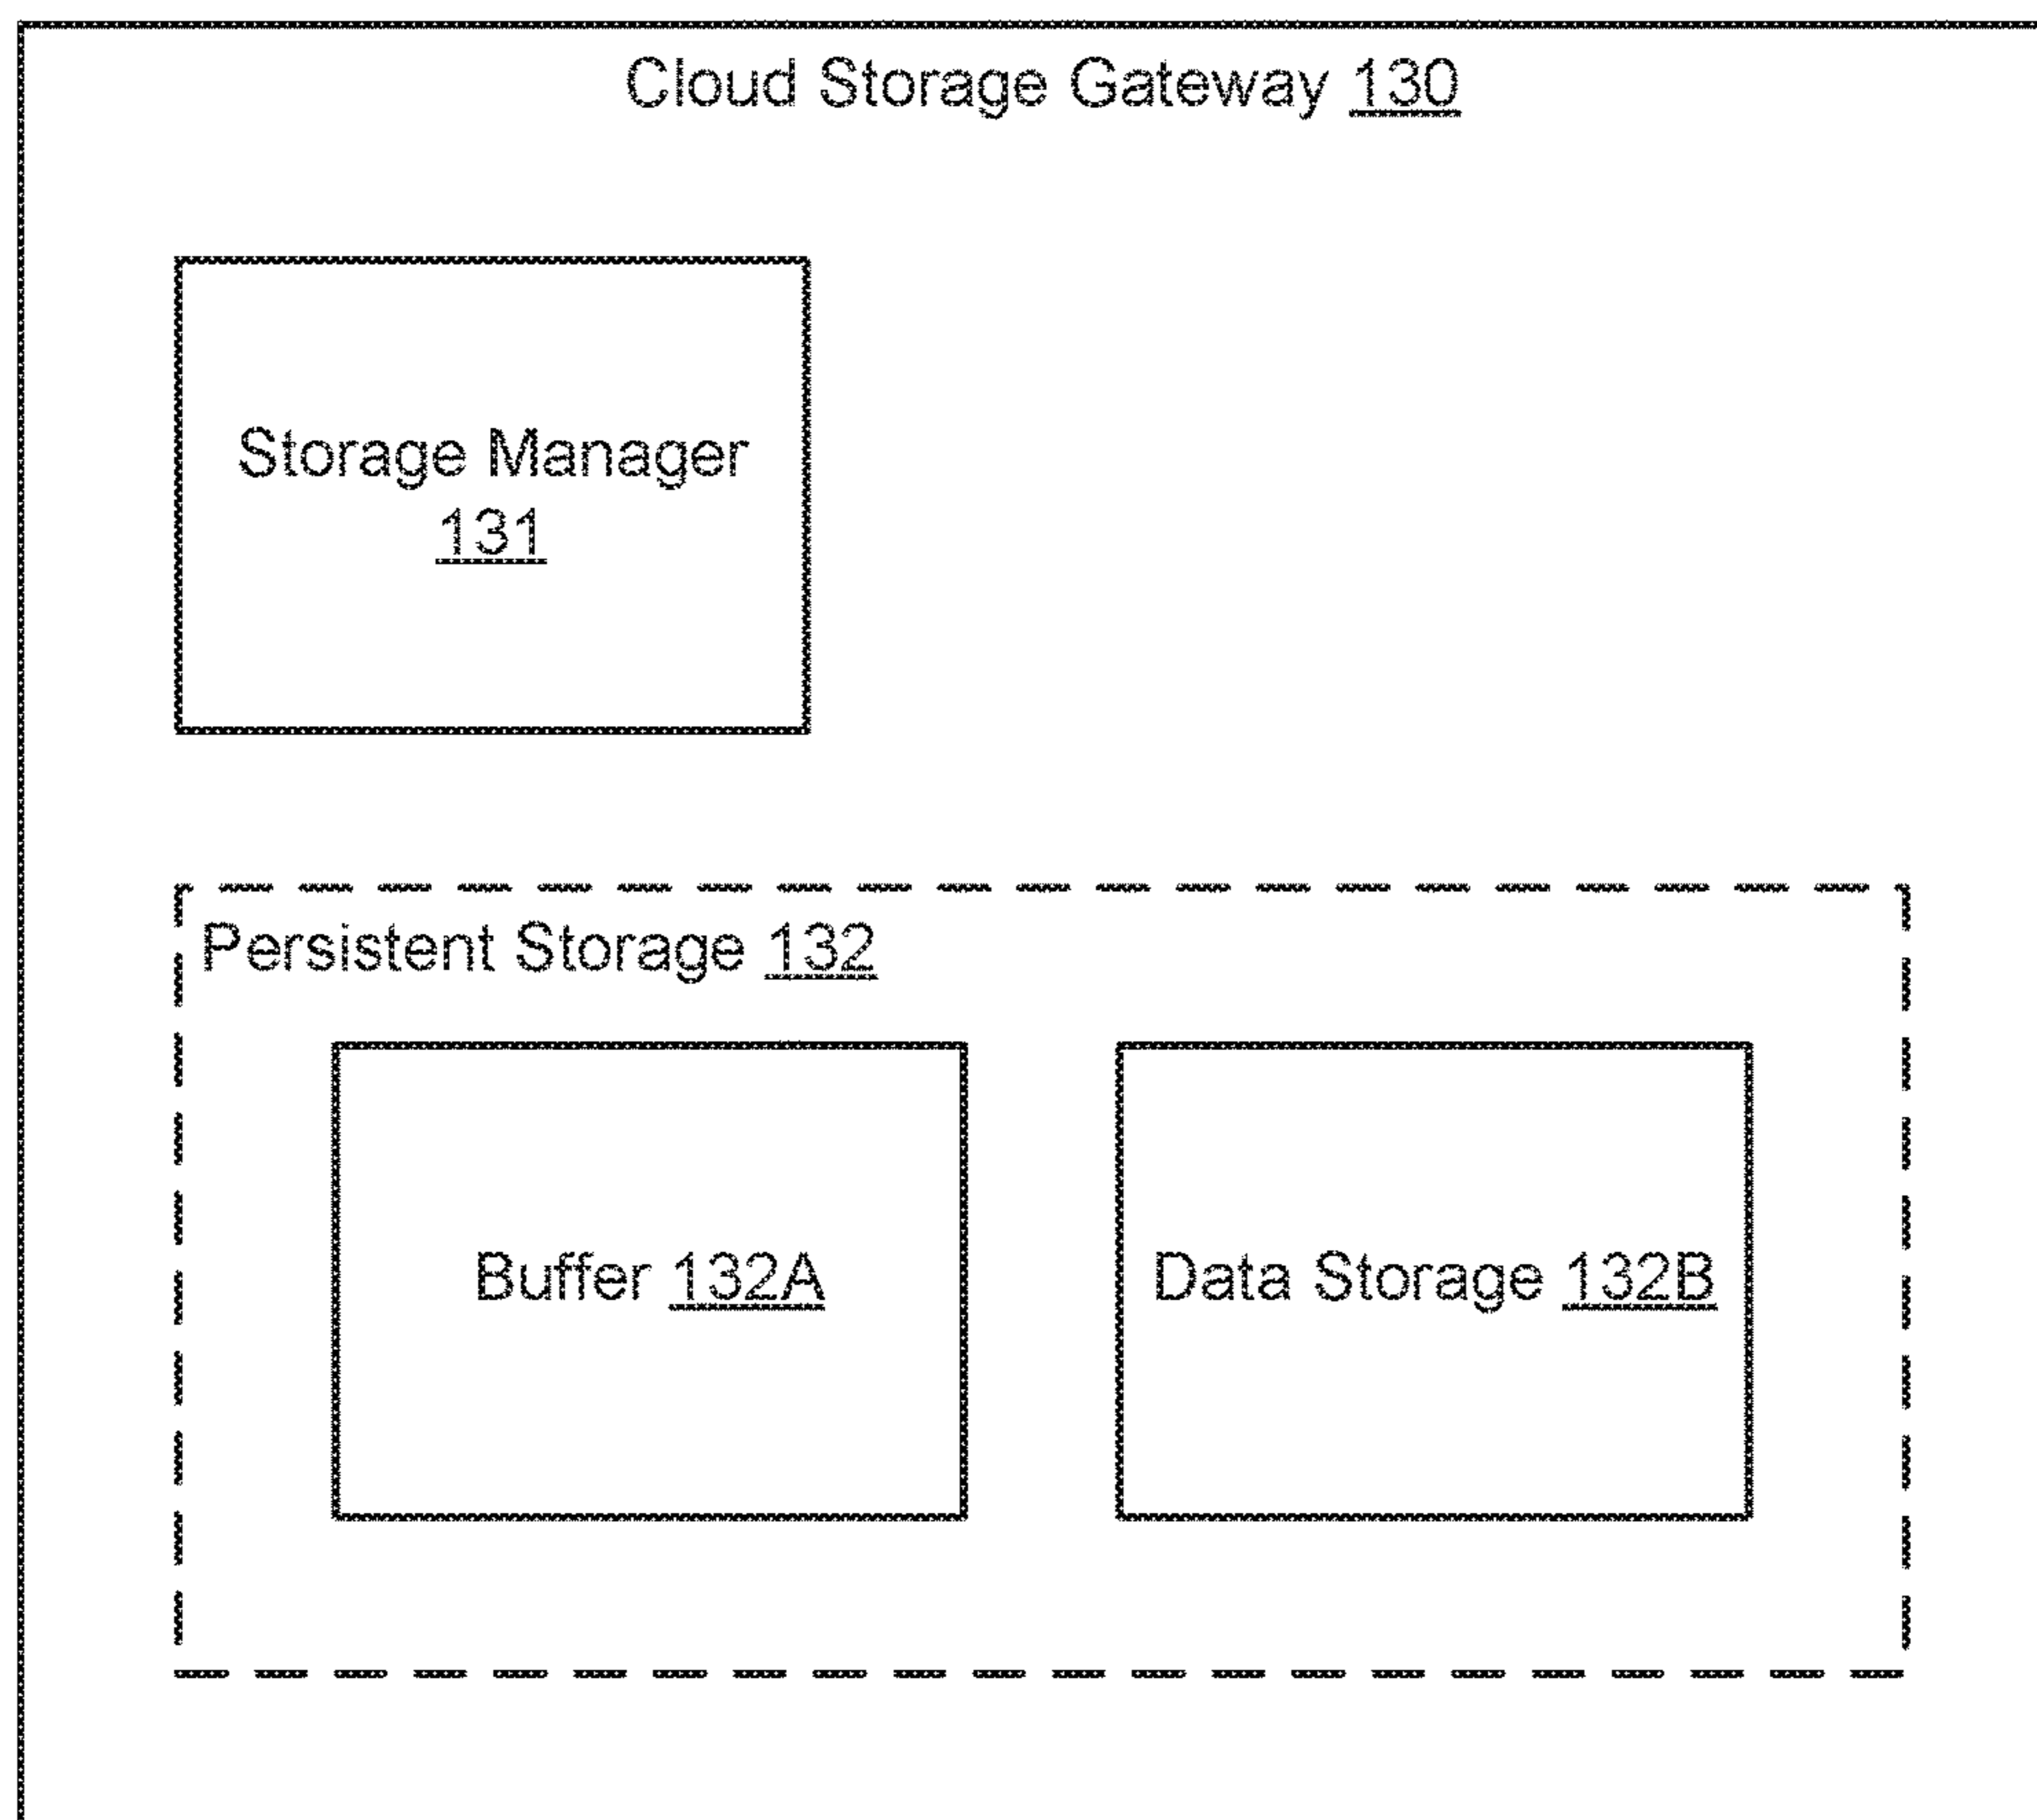 Cloud Storage Gateway 130
Storage Manager
131
Persistent Storage 132
Buffer 132A
Data Storage 132B